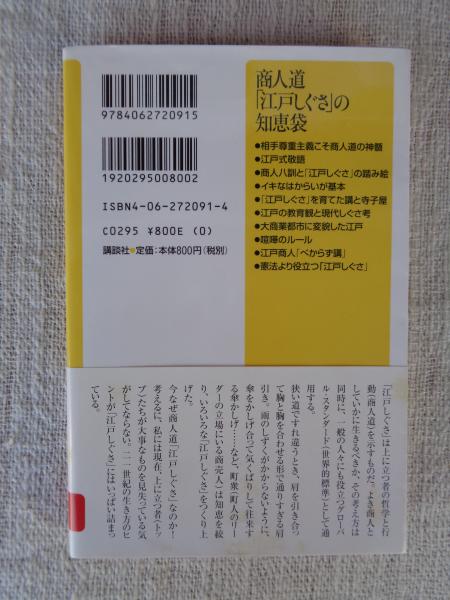 9784062720915
1920295008002
ISBN4-06-272091-4
C0295 ¥800E (0)
講談社●定価:本体800円(税別)
商人道
「江戸しぐさ」の
知恵袋
●相手尊重主義こそ商人道の神髄
●江戸式敬語
●商人八訓と「江戸しぐさ」の踏み絵
●イキなはからいが基本
●「江戸しぐさ」を育てた講と寺子屋
●江戸の教育観と現代しぐさ考
●大商業都市に変貌した江戸
●喧嘩のルール
●江戸商人「べからず講」
●憲法より役立つ「江戸しぐさ」
「江戸しぐさ」は上に立つ者の哲学と行
動(商人道)を示すものだ。よき商人と
していかに生きるべきか、その考え方は
同時に、一般の人々にも役立つグローバ
ル・スタンダード(世界的標準)として通
用する。
狭い道ですれ違うとき、肩を引き合っ
て胸と胸を合わせる形で通りすぎる肩
引き。雨のしずくがかからないように、
傘をかしげ合って気くばりして往来す
る傘かしげ……など、町衆(町人のリー
ダーの立場にいる商売人)は知恵を絞
り、いろいろな「江戸しぐさ」をつくり上
げた。
今なぜ商人道「江戸しぐさ」なのか!
考えるに、私には現在、上に立つ者(トッ
プ)たちが大事なものを見失っている気
がしてならない。二一世紀の生き方のヒ
ントが「江戸しぐさ」にはいっぱい詰まっ
ている。